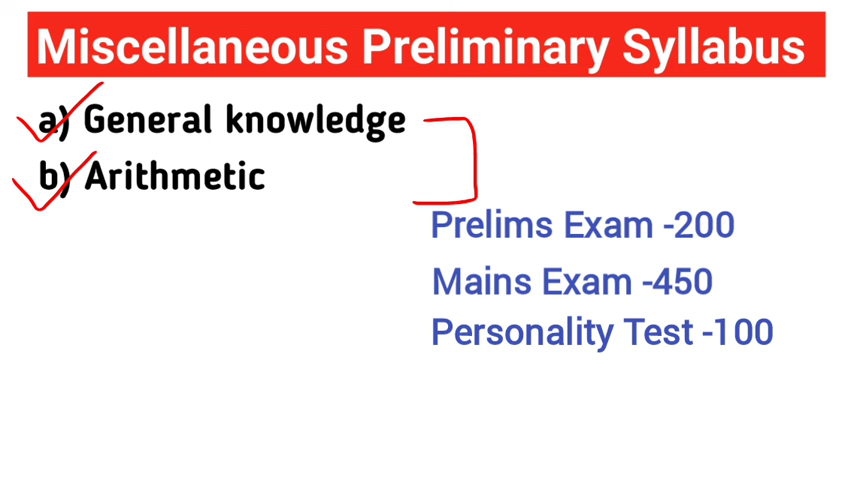 Miscellaneous Preliminary Syllabus
a) General knowledge
b) Arithmetic
Prelims Exam -200
Mains Exam -450
Personality Test -100